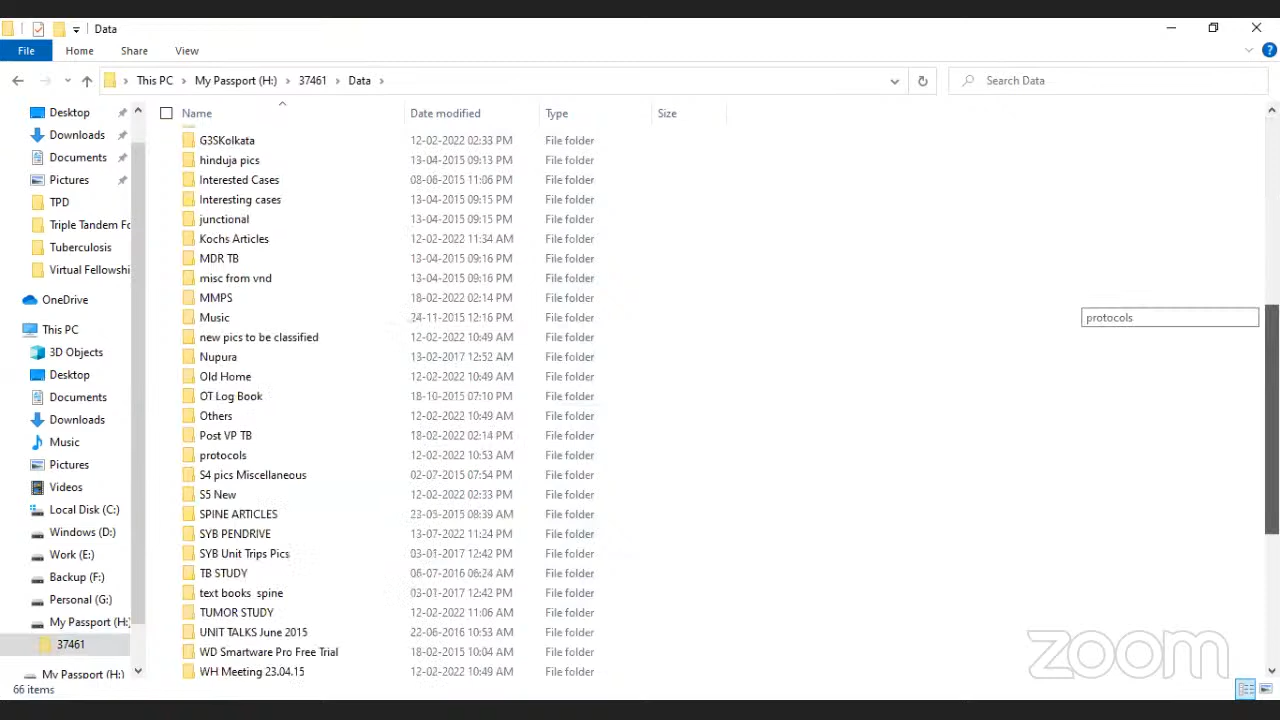 Data
File Home Share View
This PC My Passport (H:) 37461 Data Search Data
Desktop
Downloads
Documents
Pictures
TPD
Triple Tandem Fo
Tuberculosis
Virtual Fellowshi
OneDrive
This PC
3D Objects
Desktop
Documents
Downloads
Music
Pictures
Videos
Local Disk (C:)
Windows (D:)
Work (E:)
Backup (F:)
Personal (G:)
My Passport (H:)
37461
My Passport (H:)
Name Date modified Type Size
G3SKolkata 12-02-2022 02:33 PM File folder
hinduja pics 13-04-2015 09:13 PM File folder
Interested Cases 08-06-2015 11:06 PM File folder
Interesting cases 13-04-2015 09:15 PM File folder
junctional 13-04-2015 09:15 PM File folder
Kochs Articles 12-02-2022 11:34 AM File folder
MDR TB 13-04-2015 09:16 PM File folder
misc from vnd 13-04-2015 09:16 PM File folder
MMPS 18-02-2022 02:14 PM File folder
Music 24-11-2015 12:16 PM File folder
new pics to be classified 12-02-2022 10:49 AM File folder
Nupura 13-02-2017 12:52 AM File folder
Old Home 12-02-2022 10:49 AM File folder
OT Log Book 18-10-2015 07:10 PM File folder
Others 12-02-2022 10:49 AM File folder
Post VP TB 18-02-2022 02:14 PM File folder
protocols 12-02-2022 10:53 AM File folder
S4 pics Miscellaneous 02-07-2015 07:54 PM File folder
S5 New 12-02-2022 02:33 PM File folder
SPINE ARTICLES 23-03-2015 08:39 AM File folder
SYB PENDRIVE 13-07-2022 11:24 PM File folder
SYB Unit Trips Pics 03-01-2017 12:42 PM File folder
TB STUDY 06-07-2016 06:24 AM File folder
text books spine 03-01-2017 12:42 PM File folder
TUMOR STUDY 12-02-2022 11:06 AM File folder
UNIT TALKS June 2015 22-06-2016 10:53 AM File folder
WD Smartware Pro Free Trial 18-02-2015 10:04 AM File folder
WH Meeting 23.04.15 12-02-2022 10:49 AM File folder
protocols
zoom
66 items